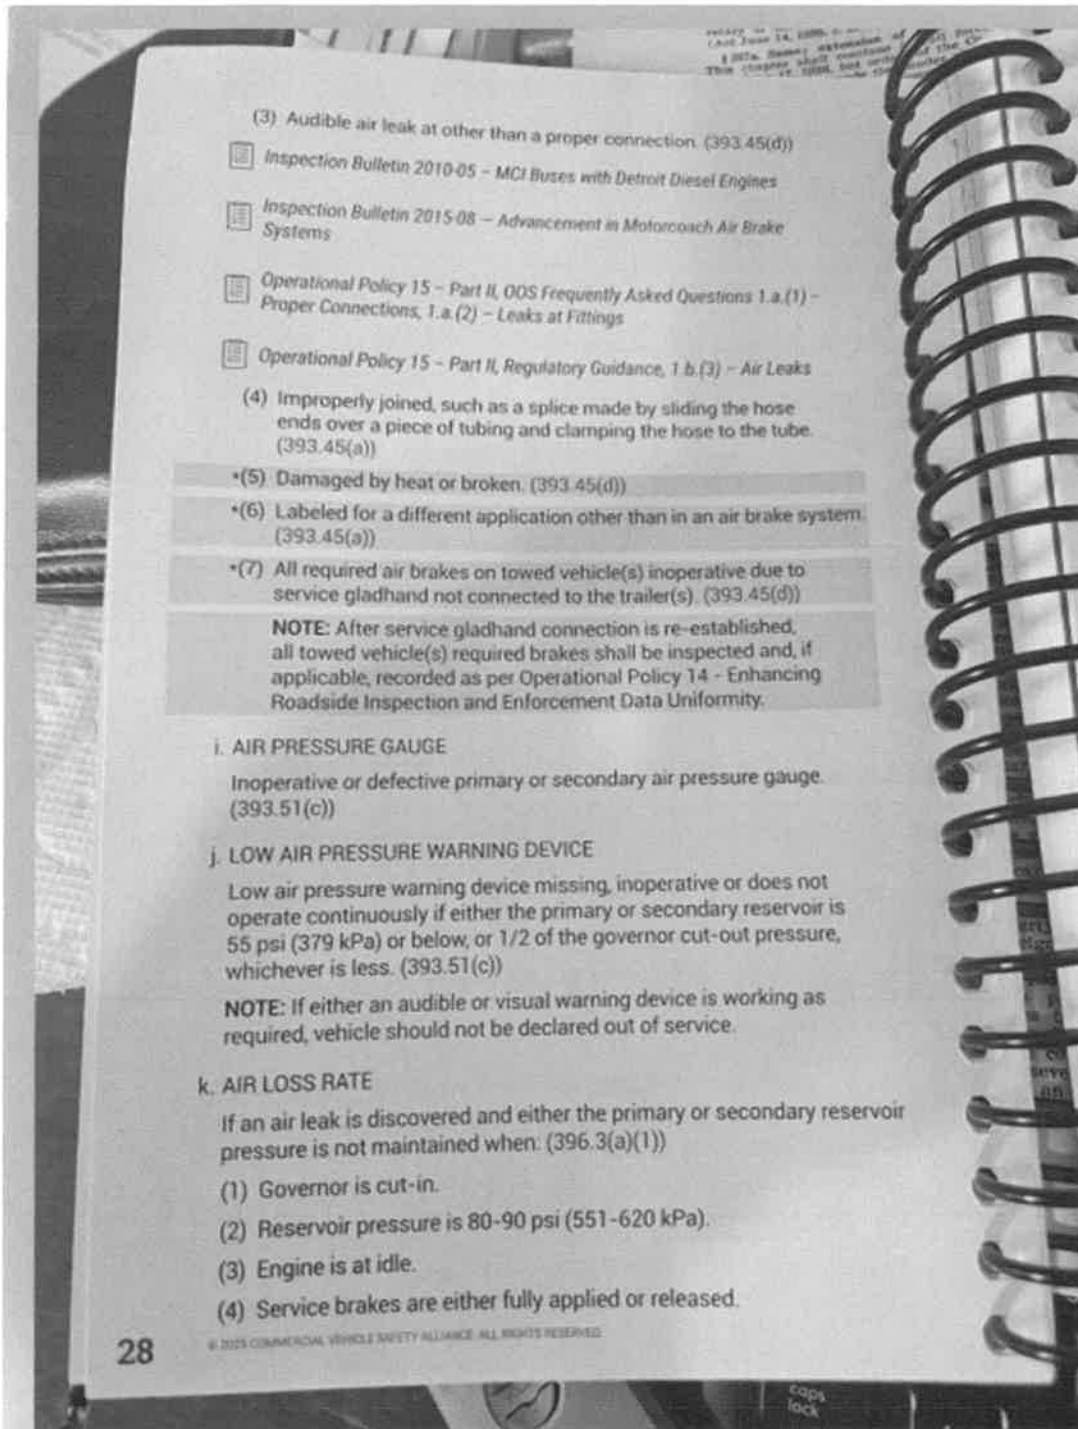 (Act June 14,
This chapter shall
(3) Audible air leak at other than a proper connection. (393.45(d))
Inspection Bulletin 2010-05 – MCI Buses with Detroit Diesel Engines
Inspection Bulletin 2015-08 – Advancement in Motorcoach Air Brake
Systems
Operational Policy 15 – Part II, OOS Frequently Asked Questions 1.a.(1) –
Proper Connections, 1.a.(2) – Leaks at Fittings
Operational Policy 15 – Part II, Regulatory Guidance, 1.b.(3) – Air Leaks
(4) Improperly joined, such as a splice made by sliding the hose
ends over a piece of tubing and clamping the hose to the tube.
(393.45(a))
*(5) Damaged by heat or broken. (393.45(d))
*(6) Labeled for a different application other than in an air brake system.
(393.45(a))
*(7) All required air brakes on towed vehicle(s) inoperative due to
service gladhand not connected to the trailer(s). (393.45(d))
NOTE: After service gladhand connection is re-established,
all towed vehicle(s) required brakes shall be inspected and, if
applicable, recorded as per Operational Policy 14 - Enhancing
Roadside Inspection and Enforcement Data Uniformity.
i. AIR PRESSURE GAUGE
Inoperative or defective primary or secondary air pressure gauge.
(393.51(c))
j. LOW AIR PRESSURE WARNING DEVICE
Low air pressure warning device missing, inoperative or does not
operate continuously if either the primary or secondary reservoir is
55 psi (379 kPa) or below, or 1/2 of the governor cut-out pressure,
whichever is less. (393.51(c))
NOTE: If either an audible or visual warning device is working as
required, vehicle should not be declared out of service.
k. AIR LOSS RATE
If an air leak is discovered and either the primary or secondary reservoir
pressure is not maintained when: (396.3(a)(1))
(1) Governor is cut-in.
(2) Reservoir pressure is 80-90 psi (551-620 kPa).
(3) Engine is at idle.
(4) Service brakes are either fully applied or released.
28
© 2025 COMMERCIAL VEHICLE SAFETY ALLIANCE. ALL RIGHTS RESERVED.
caps
lock